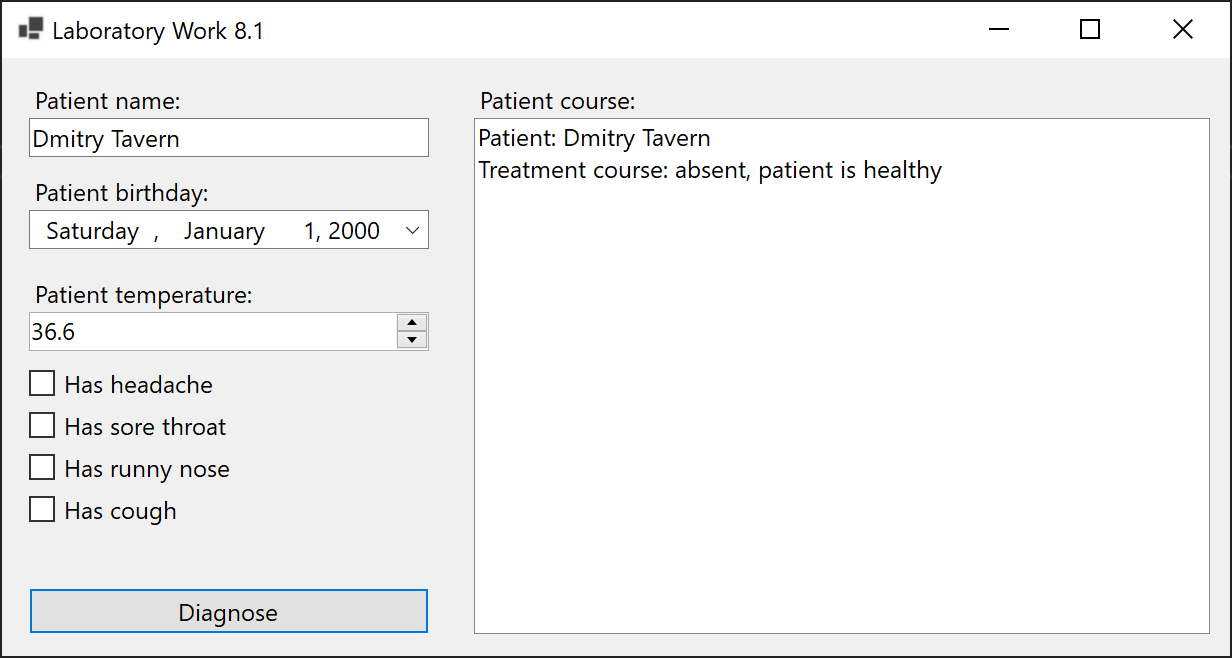 Laboratory Work 8.1
Patient name:
Dmitry Tavern
Patient birthday:
Saturday , January 1, 2000
Patient temperature:
36.6
Has headache
Has sore throat
Has runny nose
Has cough
Diagnose
Patient course:
Patient: Dmitry Tavern
Treatment course: absent, patient is healthy